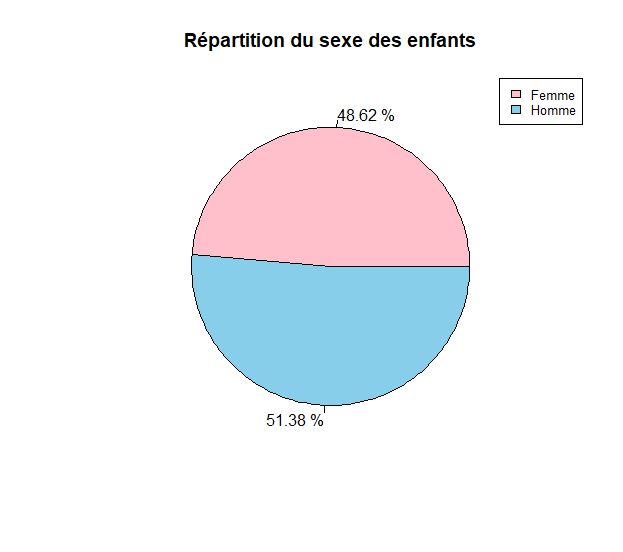 Répartition du sexe des enfants
Femme
Homme
48.62 %
51.38 %